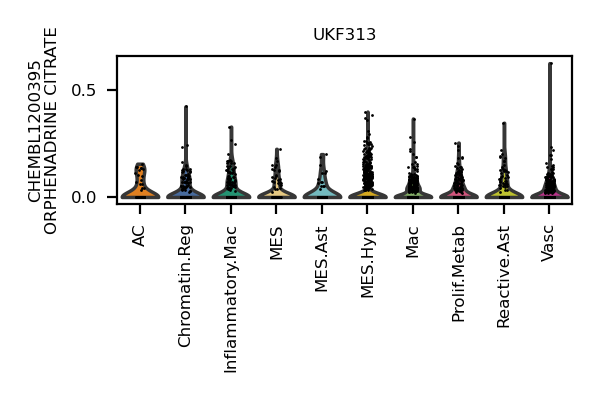 UKF313
CHEMBL1200395
ORPHENADRINE CITRATE
0.5
0.0
AC
Chromatin.Reg
Inflammatory.Mac
MES
MES.Ast
MES.Hyp
Mac
Prolif.Metab
Reactive.Ast
Vasc